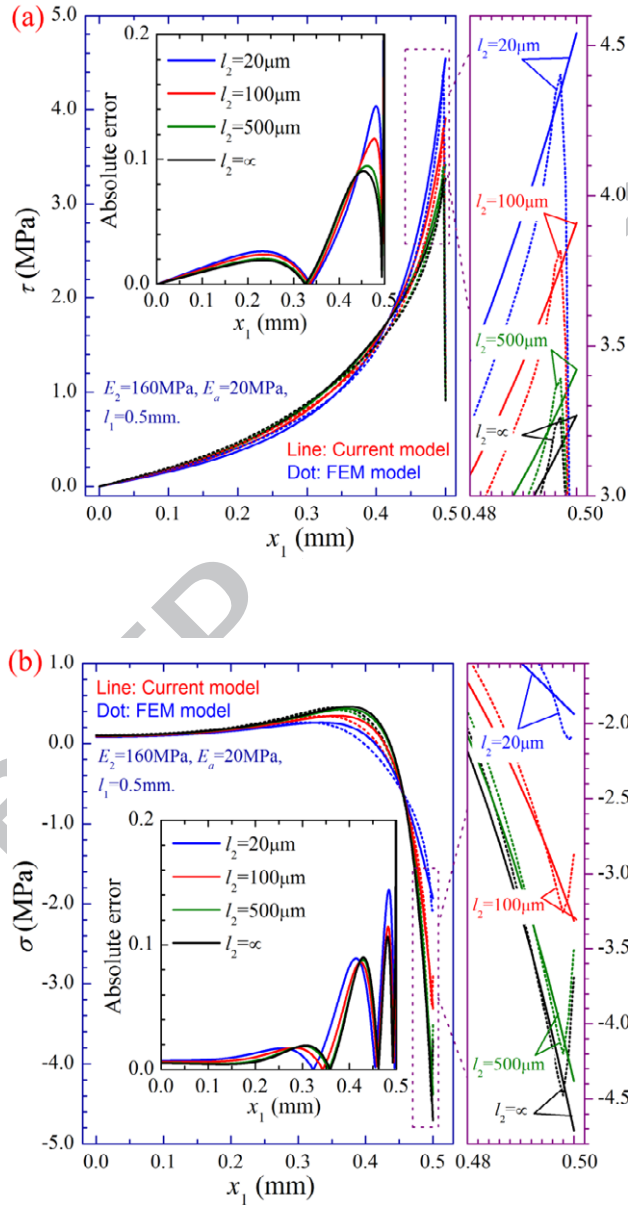 (a)
5.0
4.0
3.0
2.0
1.0
0.0
τ (MPa)
0.2
0.1
0.0
Absolute error
l₂=20μm
l₂=100μm
l₂=500μm
l₂=∝
0.0 0.1 0.2 0.3 0.4 0.5
x₁ (mm)
E₂=160MPa, Eₐ=20MPa,
l₁=0.5mm.
Line: Current model
Dot: FEM model
0.0 0.1 0.2 0.3 0.4 0.5
x₁ (mm)
l₂=20μm
l₂=100μm
l₂=500μm
l₂=∝
4.5
4.0
3.5
3.0
0.48 0.50
(b)
1.0
0.0
-1.0
-2.0
-3.0
-4.0
-5.0
σ (MPa)
Line: Current model
Dot: FEM model
E₂=160MPa, Eₐ=20MPa,
l₁=0.5mm.
0.2
0.1
0.0
Absolute error
l₂=20μm
l₂=100μm
l₂=500μm
l₂=∝
0.0 0.1 0.2 0.3 0.4 0.5
x₁ (mm)
0.0 0.1 0.2 0.3 0.4 0.5
x₁ (mm)
l₂=20μm
l₂=100μm
l₂=500μm
l₂=∝
-2.0
-2.5
-3.0
-3.5
-4.0
-4.5
0.48 0.50